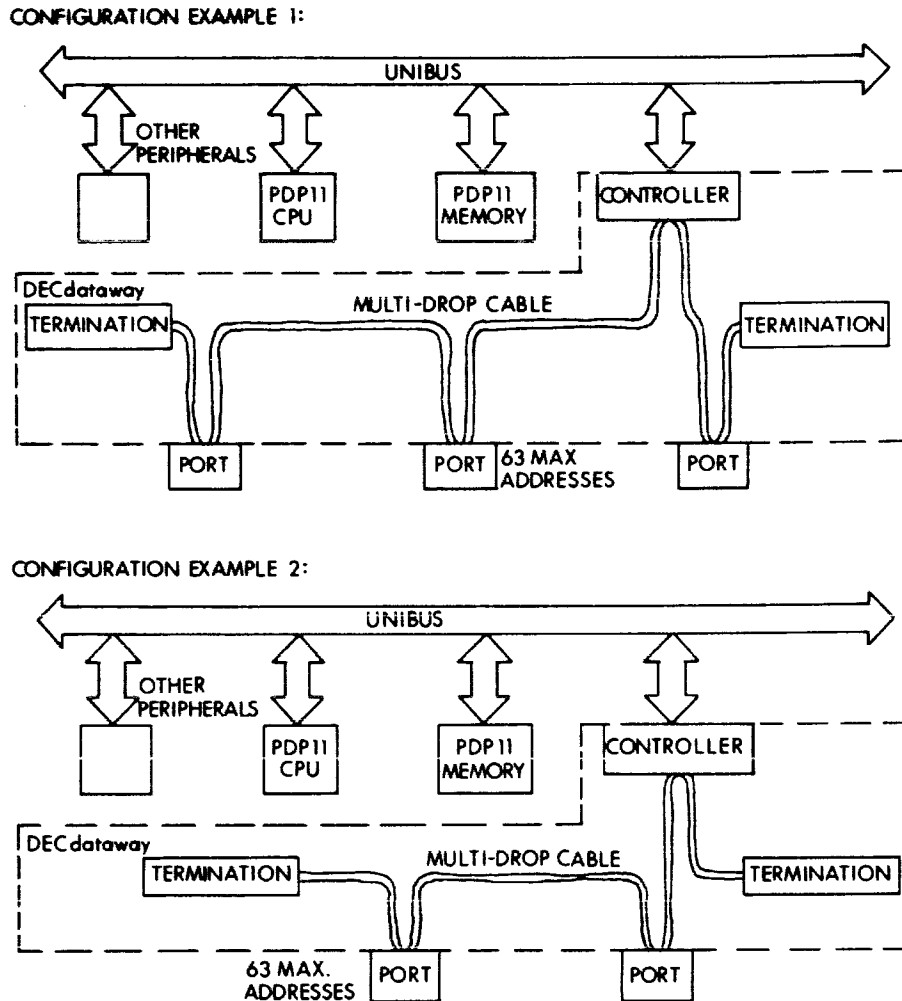 CONFIGURATION EXAMPLE 1:
UNIBUS
OTHER
PERIPHERALS
PDP11
CPU
PDP11
MEMORY
CONTROLLER
DECdataway
TERMINATION
MULTI-DROP CABLE
TERMINATION
PORT
PORT
63 MAX
ADDRESSES
PORT
CONFIGURATION EXAMPLE 2:
UNIBUS
OTHER
PERIPHERALS
PDP11
CPU
PDP11
MEMORY
CONTROLLER
DECdataway
TERMINATION
MULTI-DROP CABLE
TERMINATION
63 MAX.
ADDRESSES
PORT
PORT